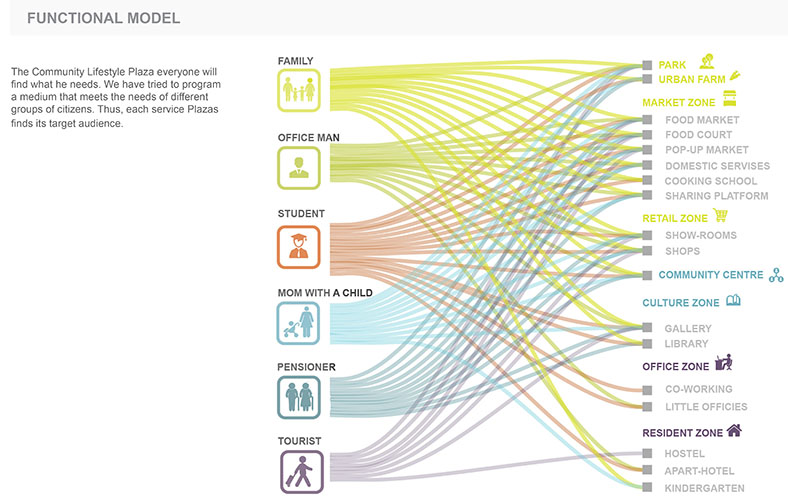 FUNCTIONAL MODEL
The Community Lifestyle Plaza everyone will
find what he needs. We have tried to program
a medium that meets the needs of different
groups of citizens. Thus, each service Plazas
finds its target audience.
FAMILY
OFFICE MAN
STUDENT
MOM WITH A CHILD
PENSIONER
TOURIST
PARK
URBAN FARM
MARKET ZONE
FOOD MARKET
FOOD COURT
POP-UP MARKET
DOMESTIC SERVISES
COOKING SCHOOL
SHARING PLATFORM
RETAIL ZONE
SHOW-ROOMS
SHOPS
COMMUNITY CENTRE
CULTURE ZONE
GALLERY
LIBRARY
OFFICE ZONE
CO-WORKING
LITTLE OFFICIES
RESIDENT ZONE
HOSTEL
APART-HOTEL
KINDERGARTEN